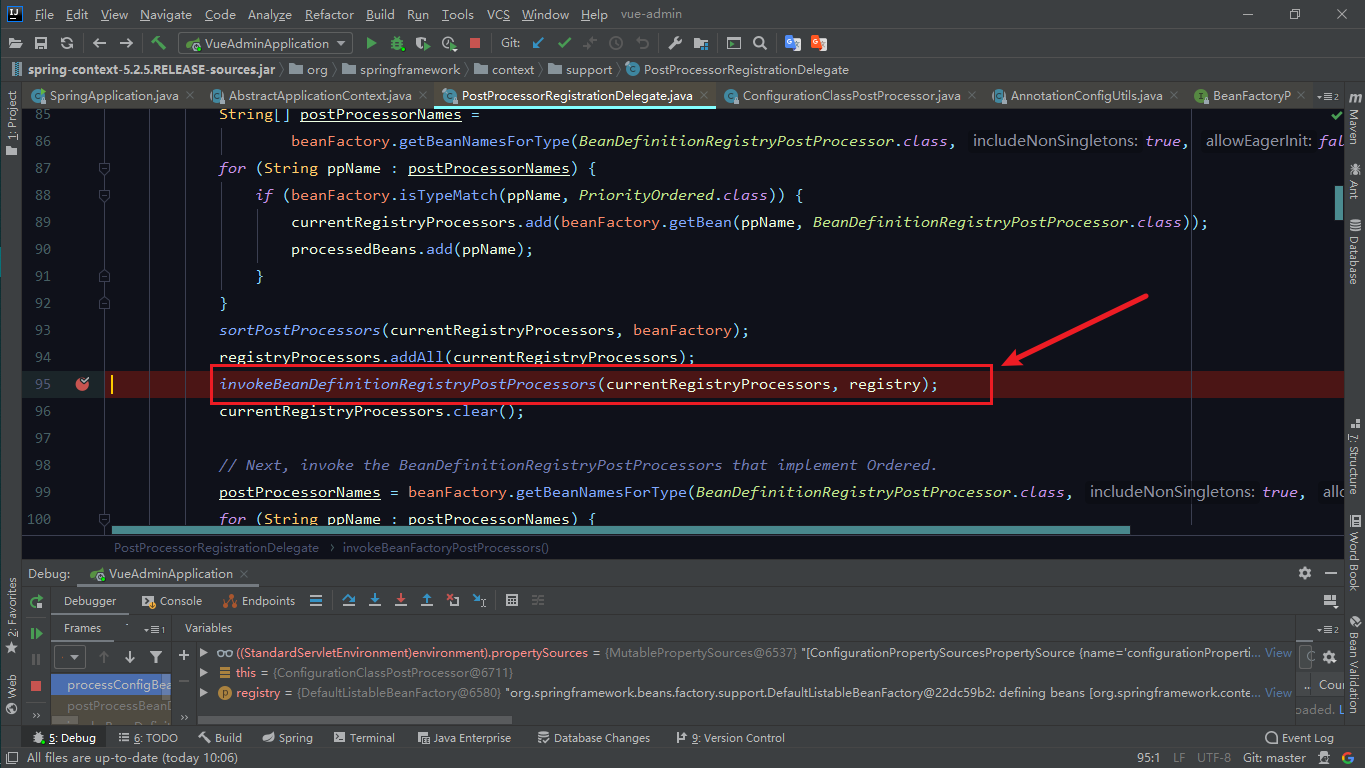 File Edit View Navigate Code Analyze Refactor Build Run Tools VCS Window Help vue-admin
VueAdminApplication Git:
spring-context-5.2.5.RELEASE-sources.jar org springframework context support PostProcessorRegistrationDelegate
SpringApplication.java AbstractApplicationContext.java PostProcessorRegistrationDelegate.java ConfigurationClassPostProcessor.java AnnotationConfigUtils.java BeanFactoryP 2
1: Project
2: Favorites
Web
Maven
Ant
Database
7: Structure
Word Book
Bean Validation
85 String[] postProcessorNames =
86 beanFactory.getBeanNamesForType(BeanDefinitionRegistryPostProcessor.class, includeNonSingletons: true, allowEagerInit: fal
87 for (String ppName : postProcessorNames) {
88 if (beanFactory.isTypeMatch(ppName, PriorityOrdered.class)) {
89 currentRegistryProcessors.add(beanFactory.getBean(ppName, BeanDefinitionRegistryPostProcessor.class));
90 processedBeans.add(ppName);
91 }
92 }
93 sortPostProcessors(currentRegistryProcessors, beanFactory);
94 registryProcessors.addAll(currentRegistryProcessors);
95 invokeBeanDefinitionRegistryPostProcessors(currentRegistryProcessors, registry);
96 currentRegistryProcessors.clear();
97
98 // Next, invoke the BeanDefinitionRegistryPostProcessors that implement Ordered.
99 postProcessorNames = beanFactory.getBeanNamesForType(BeanDefinitionRegistryPostProcessor.class, includeNonSingletons: true, allo
100 for (String ppName : postProcessorNames) {
PostProcessorRegistrationDelegate › invokeBeanFactoryPostProcessors()
Debug: VueAdminApplication
Debugger Console Endpoints
Frames 1 Variables 2
((StandardServletEnvironment)environment).propertySources = {MutablePropertySources@6537} "[ConfigurationPropertySourcesPropertySource {name='configurationProperti... View
this = {ConfigurationClassPostProcessor@6711}
processConfigBea
registry = {DefaultListableBeanFactory@6580} "org.springframework.beans.factory.support.DefaultListableBeanFactory@22dc59b2: defining beans [org.springframework.conte... View
.. Cou
postProcessBeanD
oaded. L
5: Debug 6: TODO Build Spring Terminal Java Enterprise Database Changes 9: Version Control Event Log
All files are up-to-date (today 10:06) 95:1 LF UTF-8 Git: master